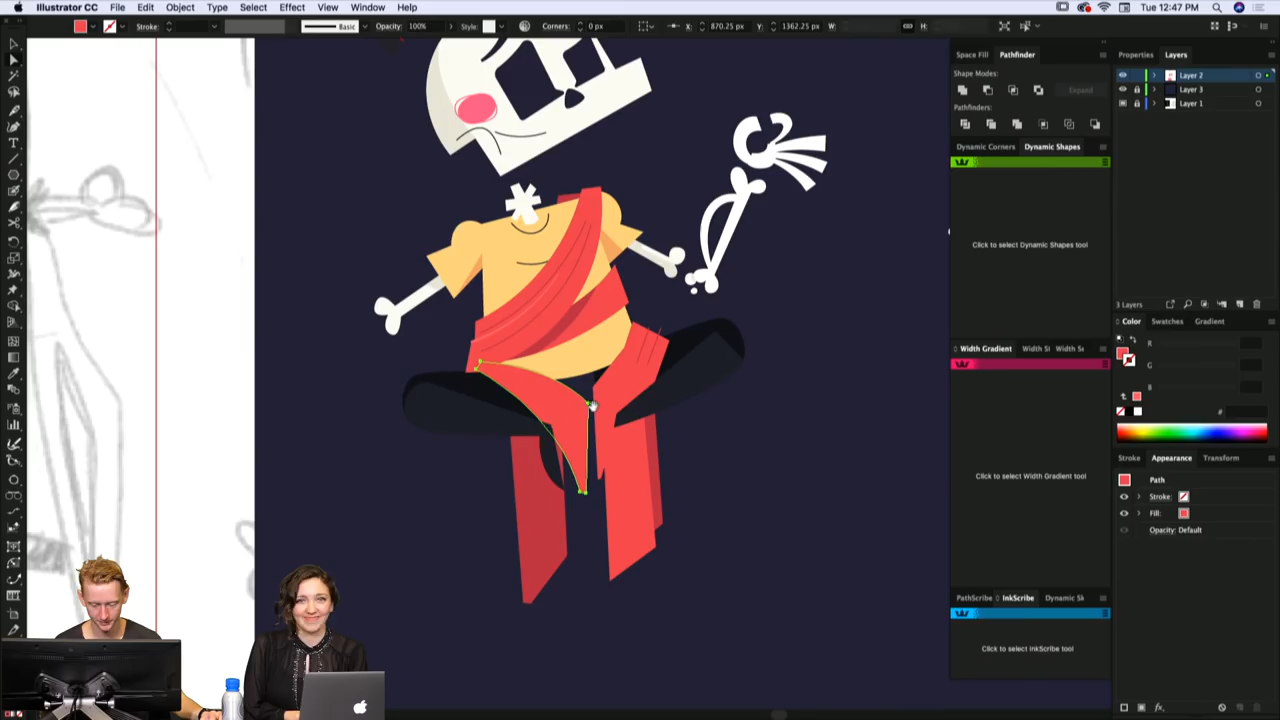 Illustrator CC File Edit Object Type Select Effect View Window Help Tue 12:47 PM
Stroke: Basic Opacity: 100% Style: Corners: 0 px X: 870.25 px Y: 1362.25 px W: H:
Space Fill Pathfinder Properties Layers
Shape Modes: Layer 2
Expand Layer 3
Pathfinders: Layer 1
Dynamic Corners Dynamic Shapes
Click to select Dynamic Shapes tool
3 Layers
Color Swatches Gradient
R
Width Gradient Width St Width Se
G
B
#
Stroke Appearance Transform
Click to select Width Gradient tool
Path
Stroke:
Fill:
Opacity: Default
PathScribe InkScribe Dynamic Sk
Click to select InkScribe tool
fx